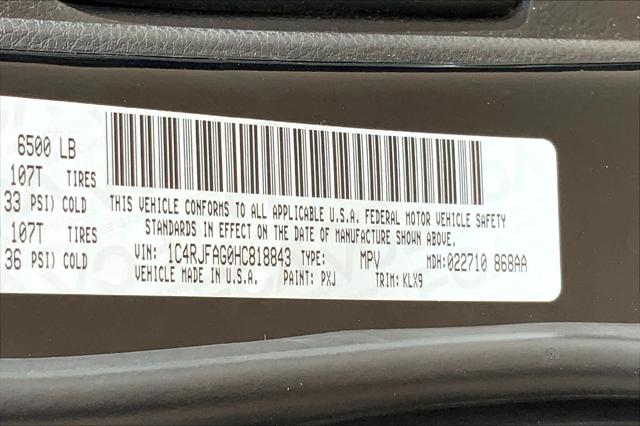 6500 LB
107T TIRES
33 PSI) COLD
107T TIRES
36 PSI) COLD
THIS VEHICLE CONFORMS TO ALL APPLICABLE U.S.A. FEDERAL MOTOR VEHICLE SAFETY
STANDARDS IN EFFECT ON THE DATE OF MANUFACTURE SHOWN ABOVE.
VIN: 1C4RJFAG0HC818843 TYPE: MPV MDH:022710 868AA
VEHICLE MADE IN U.S.A. PAINT: PXJ TRIM: KLX9